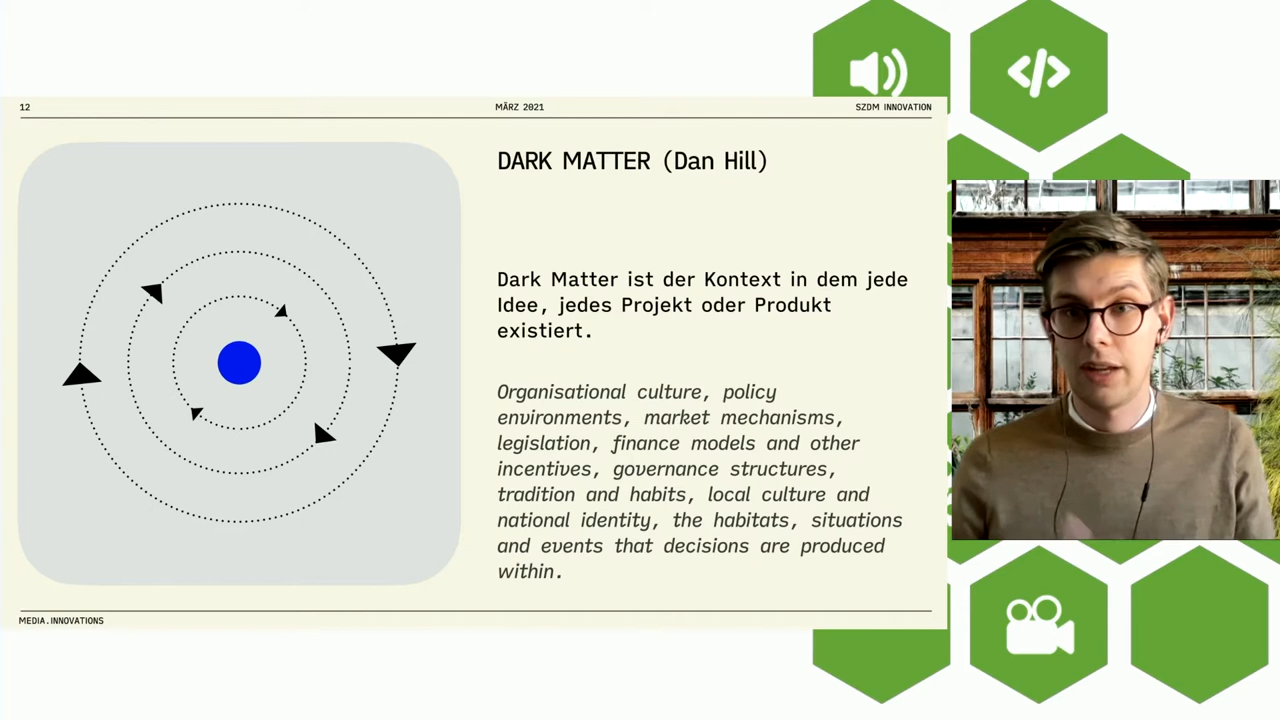 12
MÄRZ 2021
SZDM INNOVATION
DARK MATTER (Dan Hill)
Dark Matter ist der Kontext in dem jede
Idee, jedes Projekt oder Produkt
existiert.
Organisational culture, policy
environments, market mechanisms,
legislation, finance models and other
incentives, governance structures,
tradition and habits, local culture and
national identity, the habitats, situations
and events that decisions are produced
within.
MEDIA.INNOVATIONS